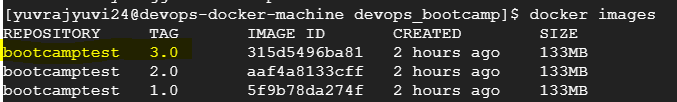 [yuvrajyuvi24@devops-docker-machine devops_bootcamp]$ docker images
REPOSITORY TAG IMAGE ID CREATED SIZE
bootcamptest 3.0 315d5496ba81 2 hours ago 133MB
bootcamptest 2.0 aaf4a8133cff 2 hours ago 133MB
bootcamptest 1.0 5f9b78da274f 2 hours ago 133MB